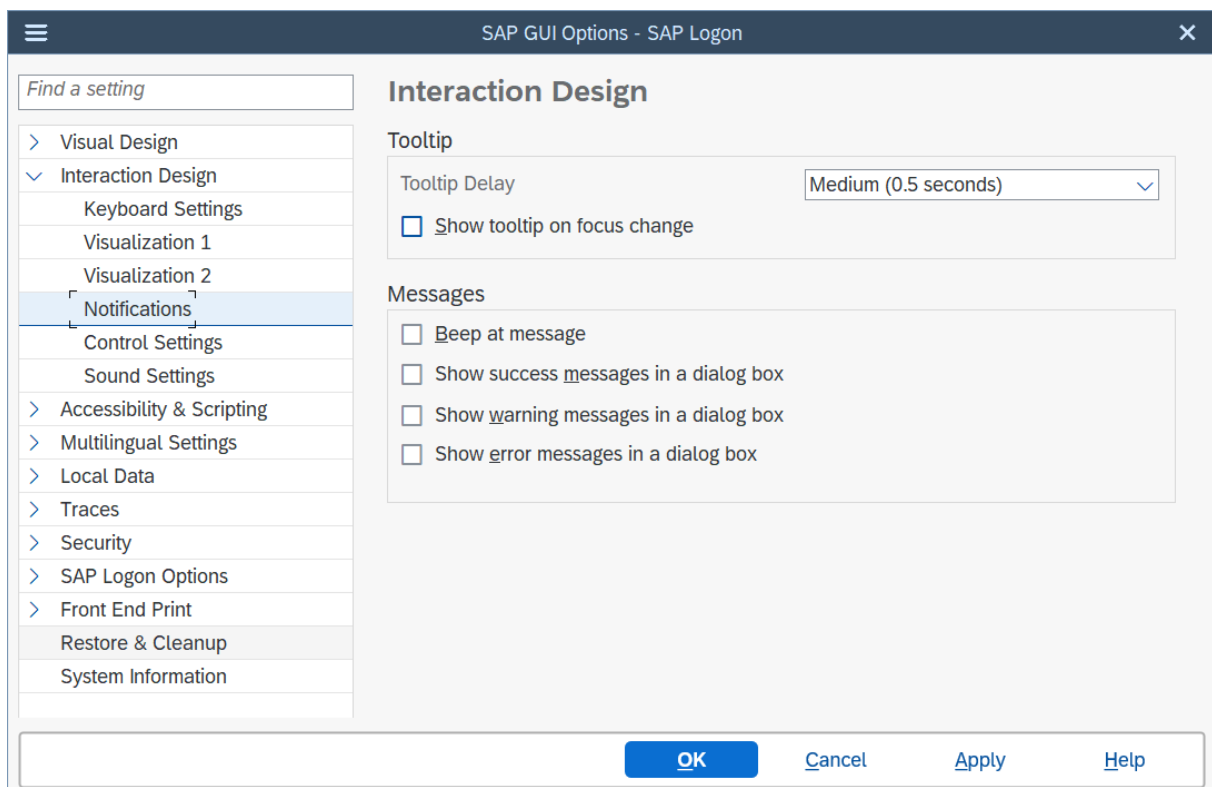 SAP GUI Options - SAP Logon
Find a setting
Visual Design
Interaction Design
Keyboard Settings
Visualization 1
Visualization 2
Notifications
Control Settings
Sound Settings
Accessibility & Scripting
Multilingual Settings
Local Data
Traces
Security
SAP Logon Options
Front End Print
Restore & Cleanup
System Information
Interaction Design
Tooltip
Tooltip Delay
Medium (0.5 seconds)
Show tooltip on focus change
Messages
Beep at message
Show success messages in a dialog box
Show warning messages in a dialog box
Show error messages in a dialog box
OK
Cancel
Apply
Help